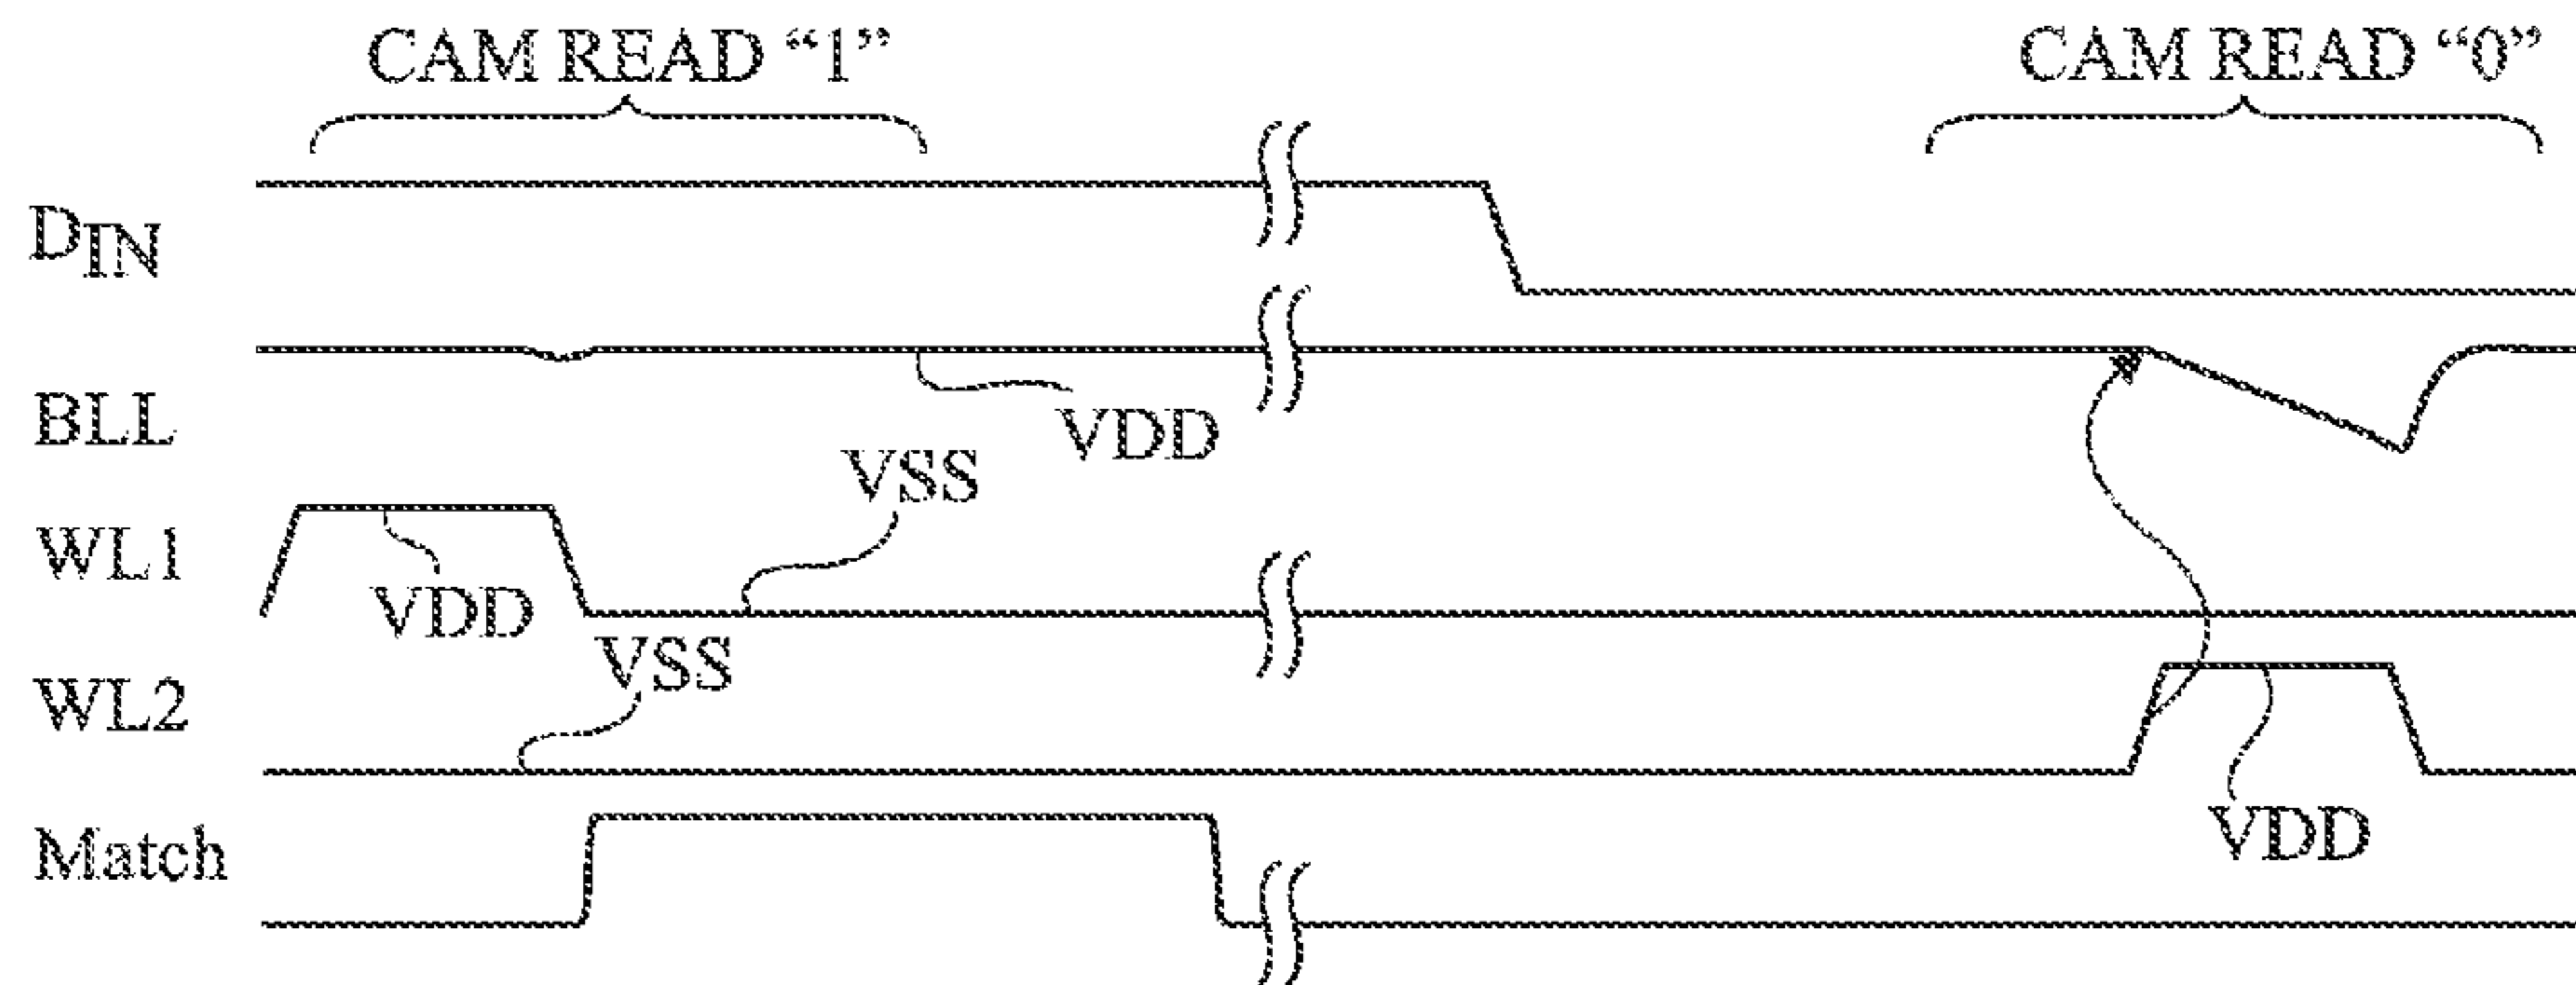 CAM READ “1”
CAM READ “0”
DIN
BLL
VDD
VSS
WL1
VDD
VSS
WL2
VDD
Match